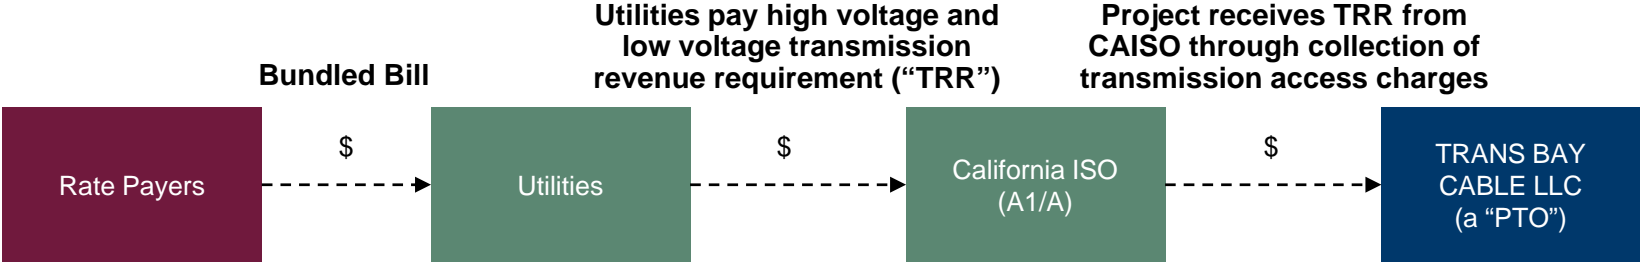 Utilities pay high voltage and
low voltage transmission
revenue requirement (“TRR”)
Project receives TRR from
CAISO through collection of
transmission access charges
Bundled Bill
$
$
$
Rate Payers
Utilities
California ISO
(A1/A)
TRANS BAY
CABLE LLC
(a “PTO”)